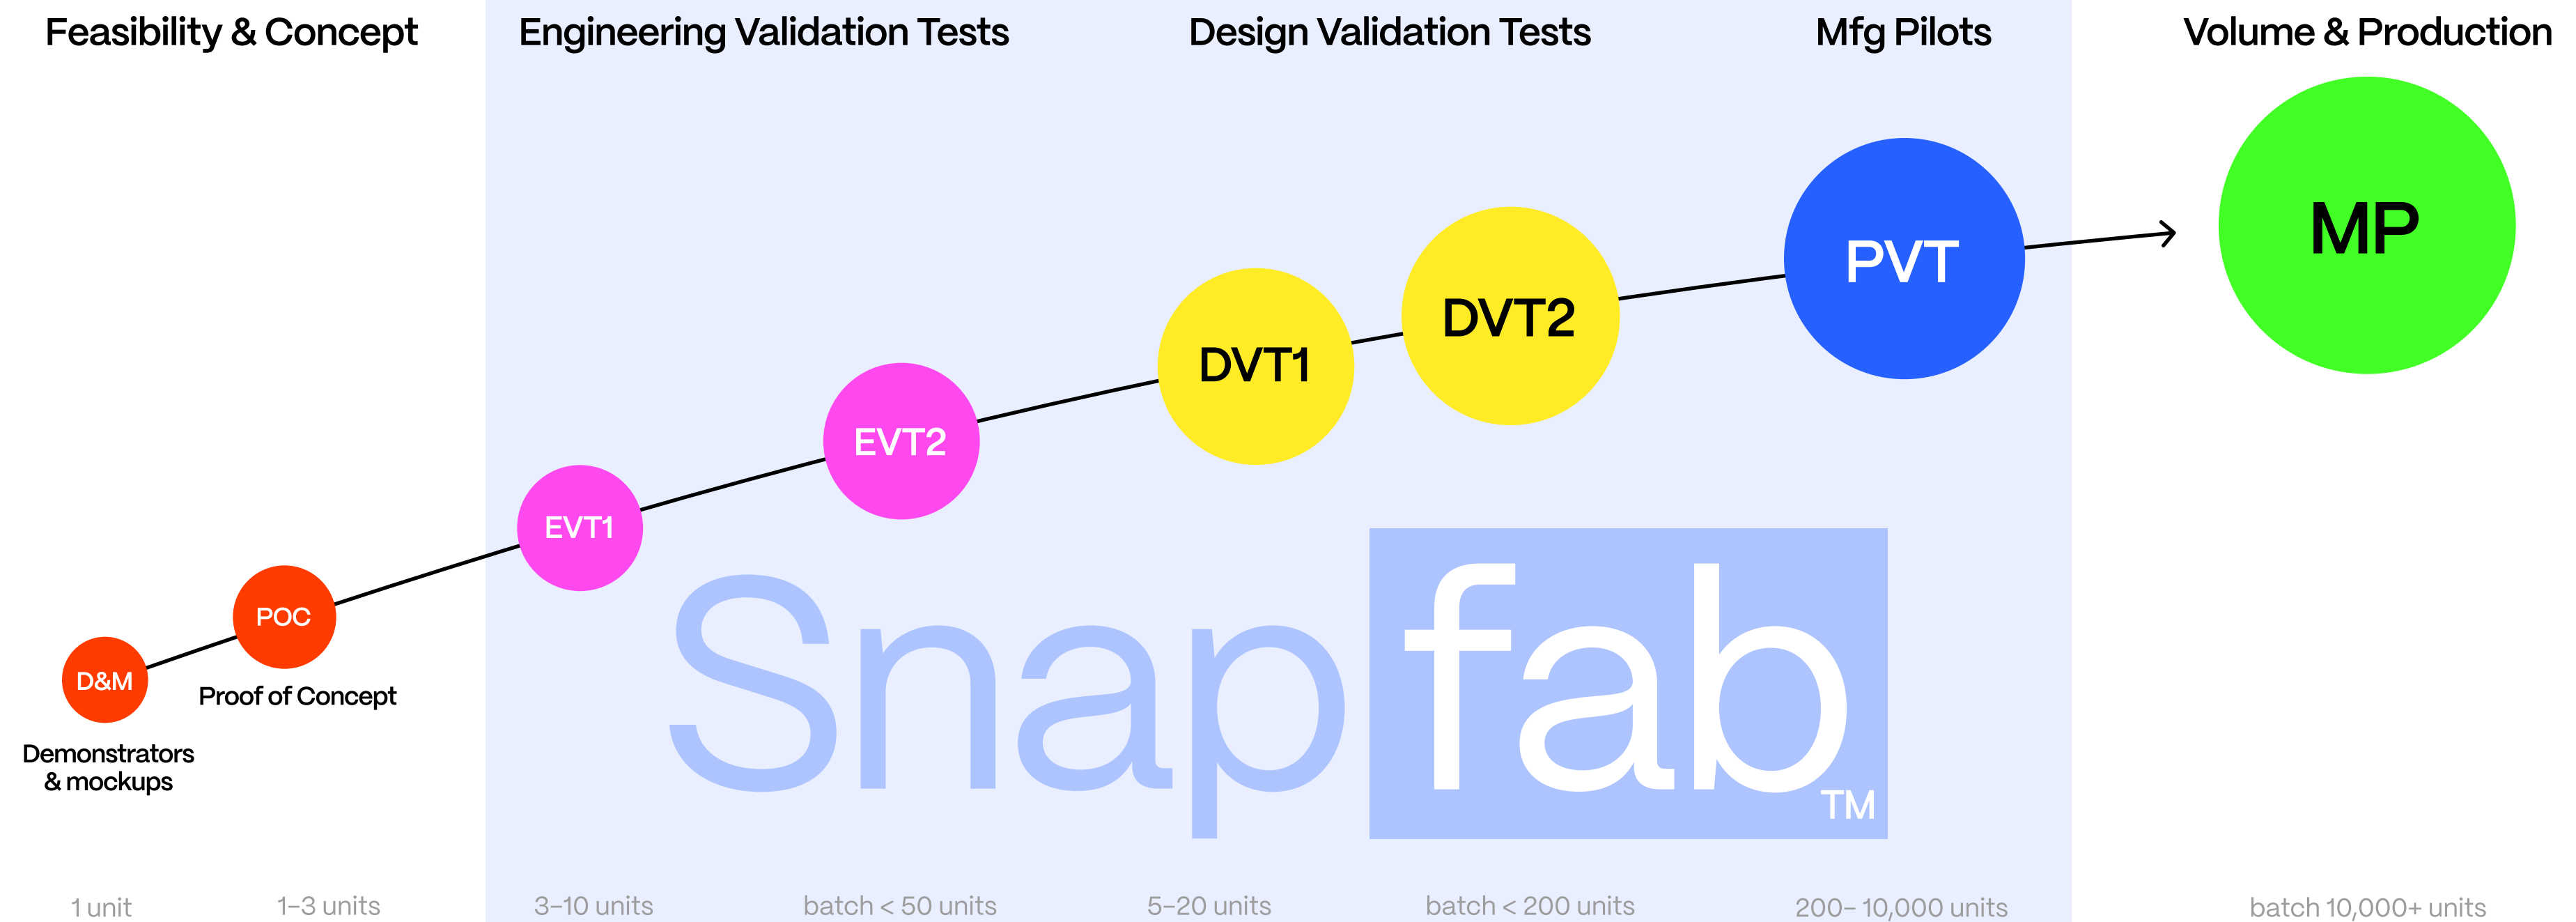 Feasibility & Concept
Engineering Validation Tests
Design Validation Tests
Mfg Pilots
Volume & Production
D&M
Demonstrators
& mockups
POC
Proof of Concept
EVT1
EVT2
DVT1
DVT2
PVT
MP
Snap fab TM
1 unit
1–3 units
3–10 units
batch < 50 units
5–20 units
batch < 200 units
200– 10,000 units
batch 10,000+ units